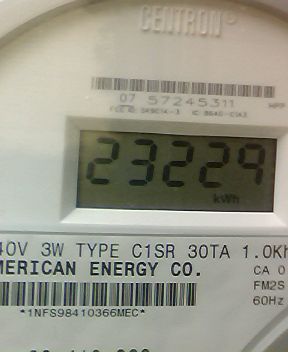 CENTRON®
07 57245311
23229
kWh
40V 3W TYPE C1SR 30TA 1.0Kh
MERICAN ENERGY CO.
CA 0
FM2S
60Hz
*1NFS98410366MEC*